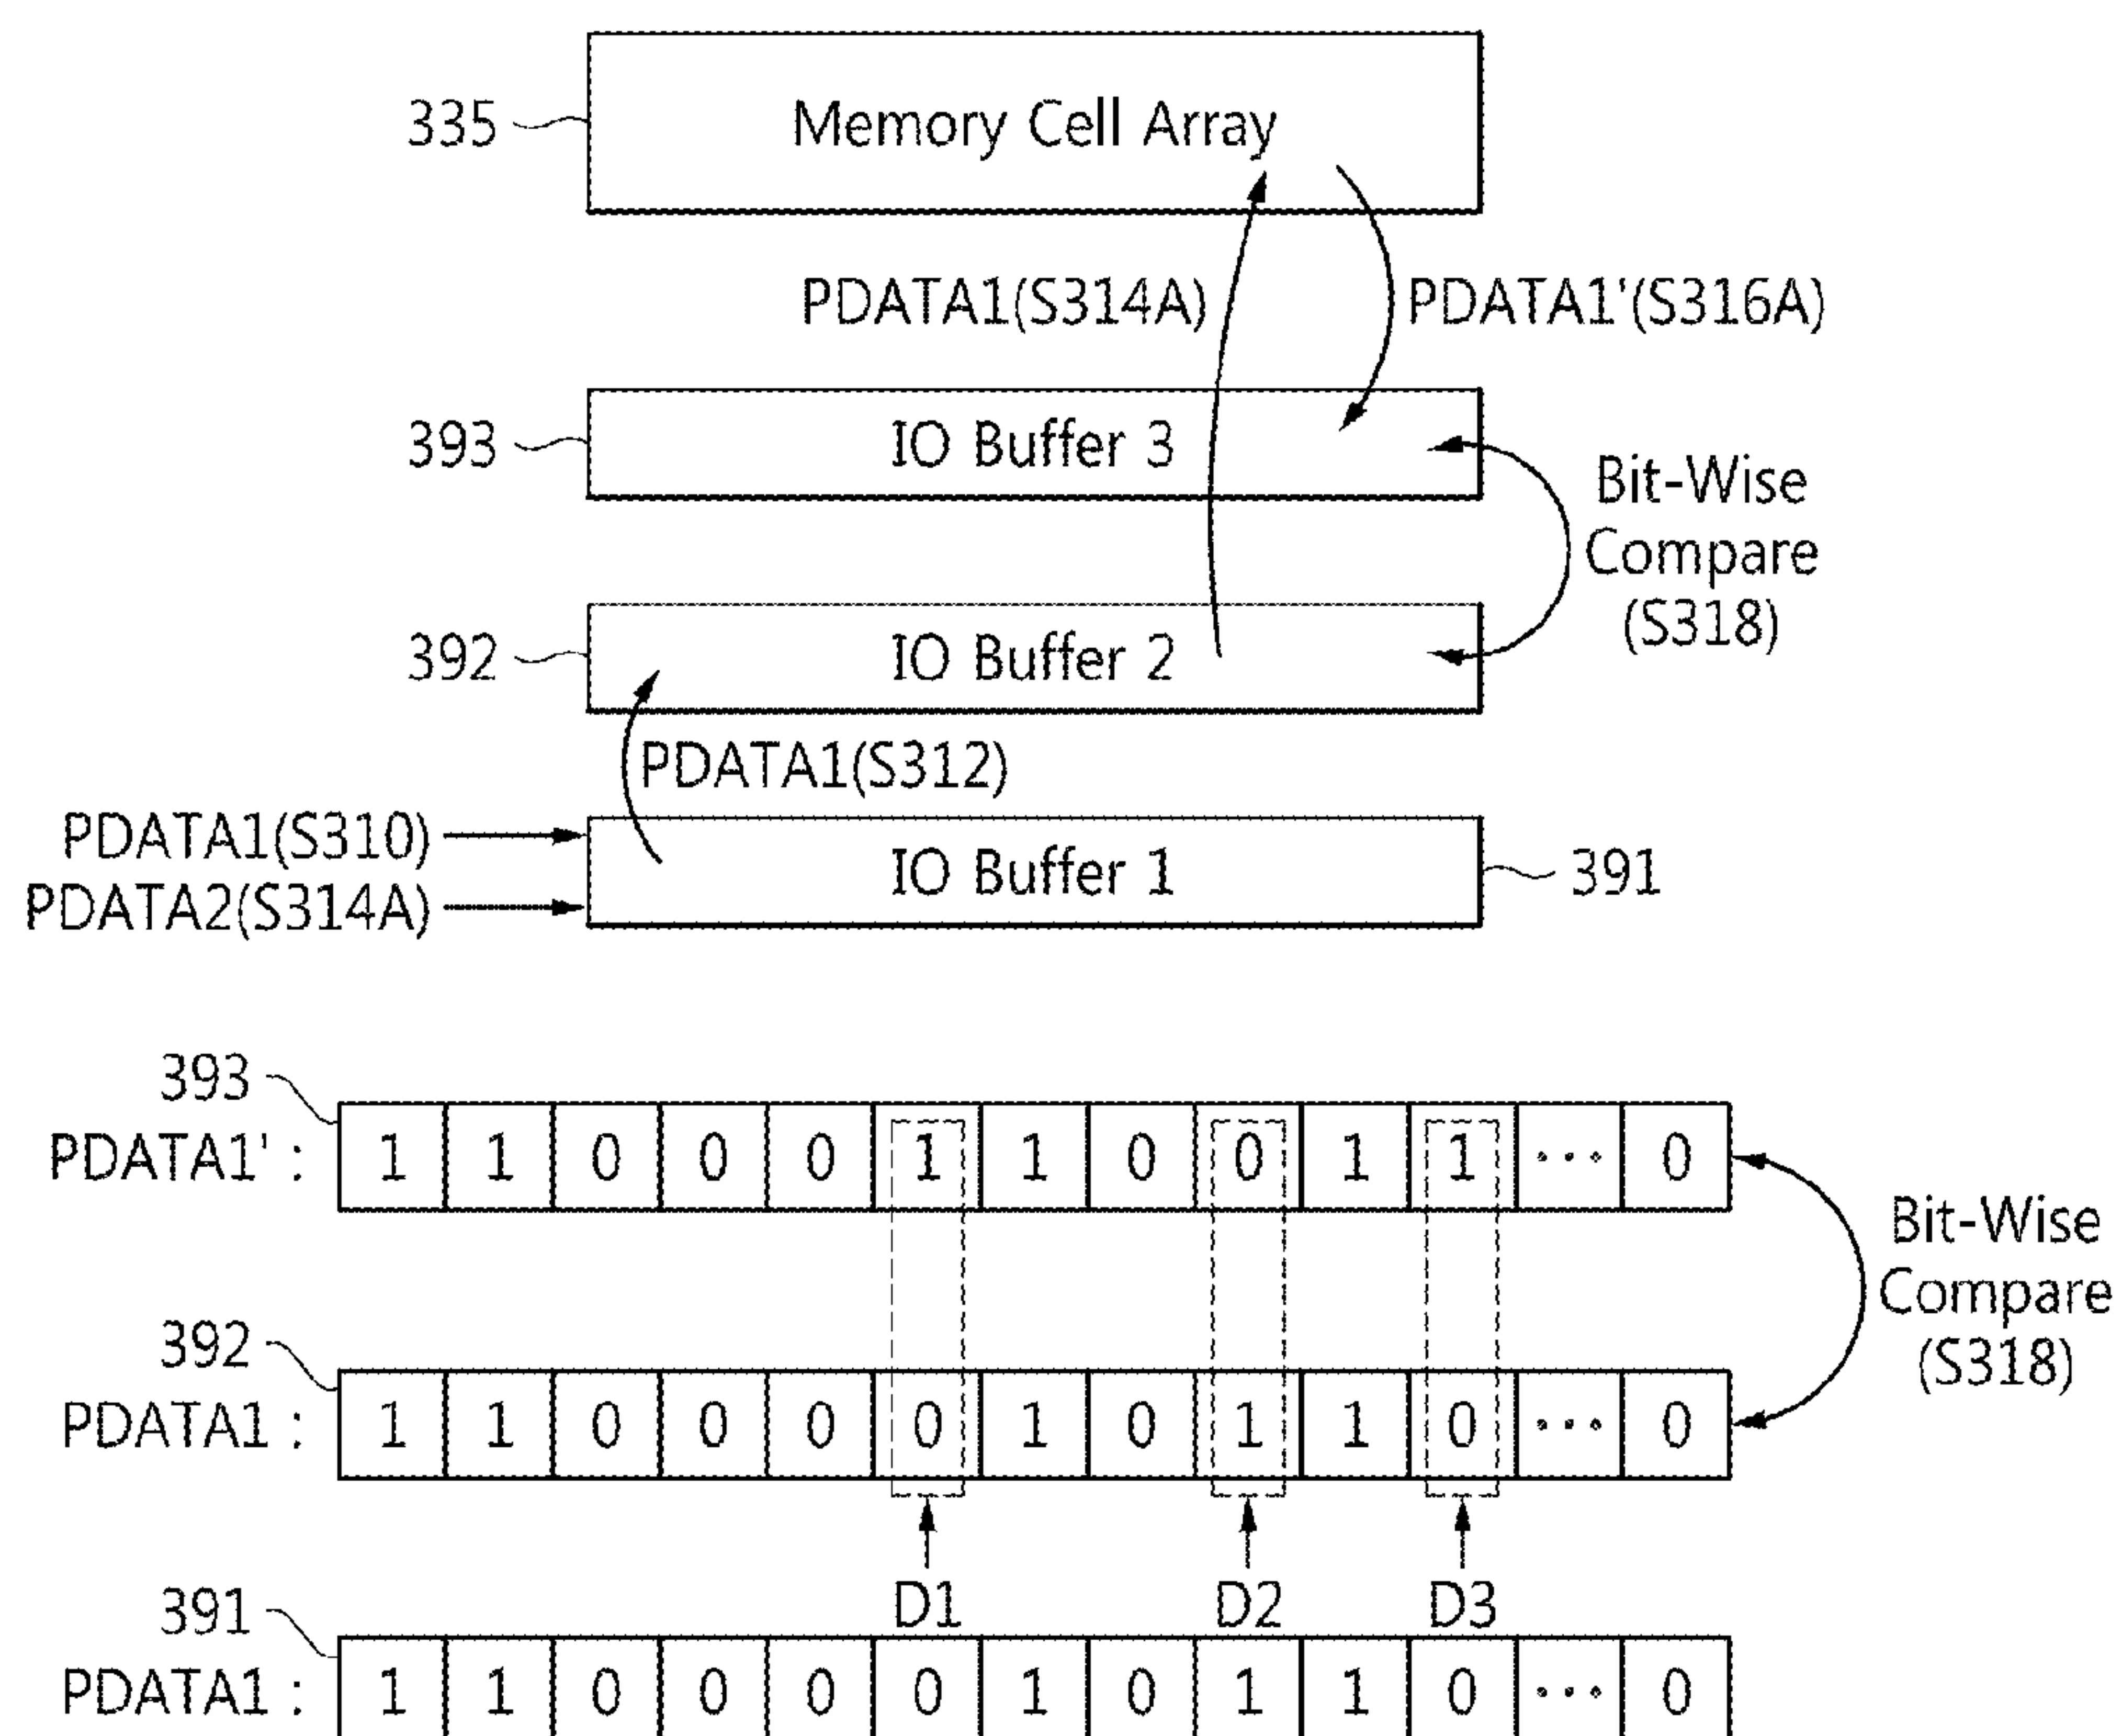 335
Memory Cell Array
PDATA1(S314A)
PDATA1'(S316A)
393
IO Buffer 3
Bit-Wise
Compare
(S318)
392
IO Buffer 2
PDATA1(S312)
PDATA1(S310)
PDATA2(S314A)
IO Buffer 1
391
393
PDATA1' : 1 1 0 0 0 1 1 0 0 1 1 ... 0
Bit-Wise
Compare
(S318)
392
PDATA1 : 1 1 0 0 0 0 1 0 1 1 0 ... 0
D1 D2 D3
391
PDATA1 : 1 1 0 0 0 0 1 0 1 1 0 ... 0